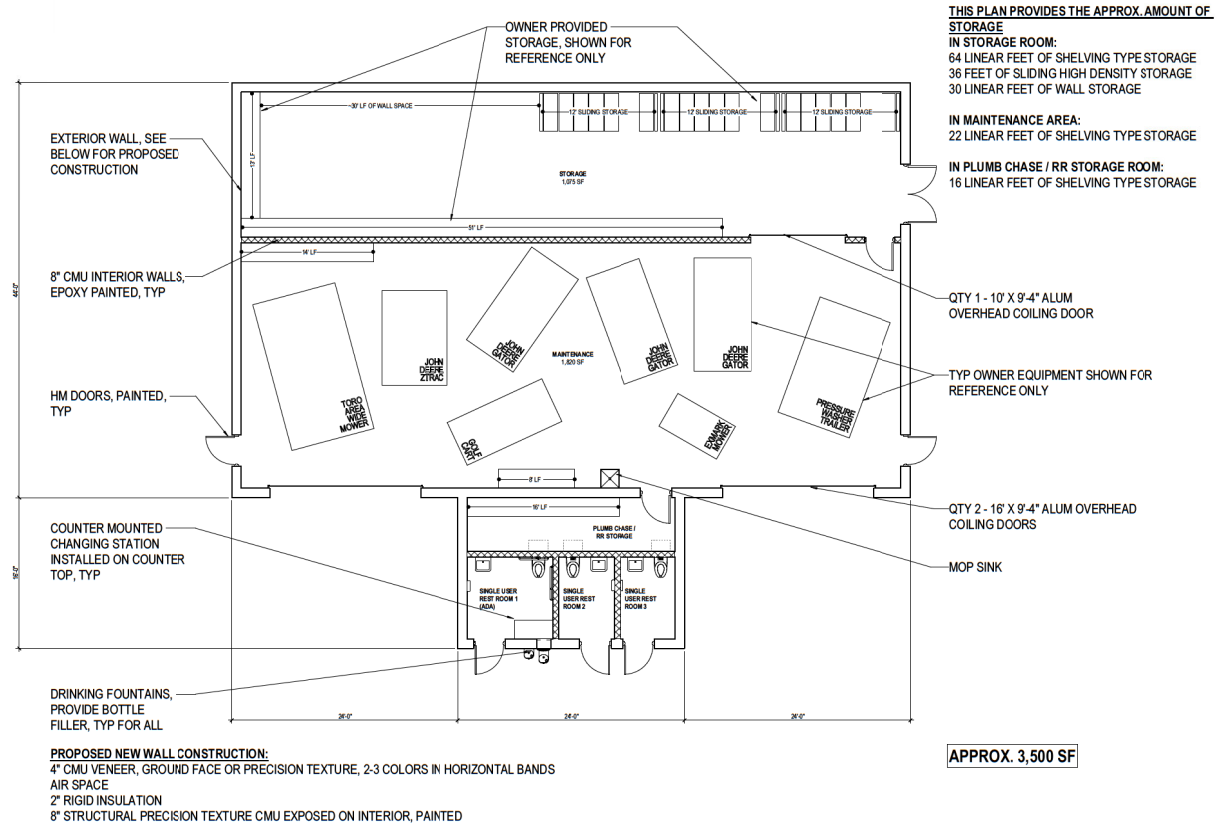 THIS PLAN PROVIDES THE APPROX. AMOUNT OF
STORAGE
IN STORAGE ROOM:
64 LINEAR FEET OF SHELVING TYPE STORAGE
36 FEET OF SLIDING HIGH DENSITY STORAGE
30 LINEAR FEET OF WALL STORAGE
IN MAINTENANCE AREA:
22 LINEAR FEET OF SHELVING TYPE STORAGE
IN PLUMB CHASE / RR STORAGE ROOM:
16 LINEAR FEET OF SHELVING TYPE STORAGE
OWNER PROVIDED
STORAGE, SHOWN FOR
REFERENCE ONLY
~30' LF OF WALL SPACE
12' SLIDING STORAGE
12' SLIDING STORAGE
12' SLIDING STORAGE
EXTERIOR WALL, SEE
BELOW FOR PROPOSED
CONSTRUCTION
13' LF
STORAGE
1,075 SF
51' LF
14' LF
8" CMU INTERIOR WALLS,
EPOXY PAINTED, TYP
44'-0"
QTY 1 - 10' X 9'-4" ALUM
OVERHEAD COILING DOOR
JOHN
DEERE
ZTRAC
JOHN
DEERE
GATOR
MAINTENANCE
1,820 SF
JOHN
DEERE
GATOR
JOHN
DEERE
GATOR
TYP OWNER EQUIPMENT SHOWN FOR
REFERENCE ONLY
HM DOORS, PAINTED,
TYP
TORO
AREA
WIDE
MOWER
GOLF
CART
EXMARK
MOWER
PRESSURE
WASHER
TRAILER
8' LF
16' LF
QTY 2 - 16' X 9'-4" ALUM OVERHEAD
COILING DOORS
COUNTER MOUNTED
CHANGING STATION
INSTALLED ON COUNTER
TOP, TYP
PLUMB CHASE /
RR STORAGE
MOP SINK
16'-0"
SINGLE USER
REST ROOM 1
(ADA)
SINGLE
USER REST
ROOM 2
SINGLE
USER REST
ROOM 3
DRINKING FOUNTAINS,
PROVIDE BOTTLE
FILLER, TYP FOR ALL
24'-0"
24'-0"
24'-0"
PROPOSED NEW WALL CONSTRUCTION:
4" CMU VENEER, GROUND FACE OR PRECISION TEXTURE, 2-3 COLORS IN HORIZONTAL BANDS
AIR SPACE
2" RIGID INSULATION
8" STRUCTURAL PRECISION TEXTURE CMU EXPOSED ON INTERIOR, PAINTED
APPROX. 3,500 SF